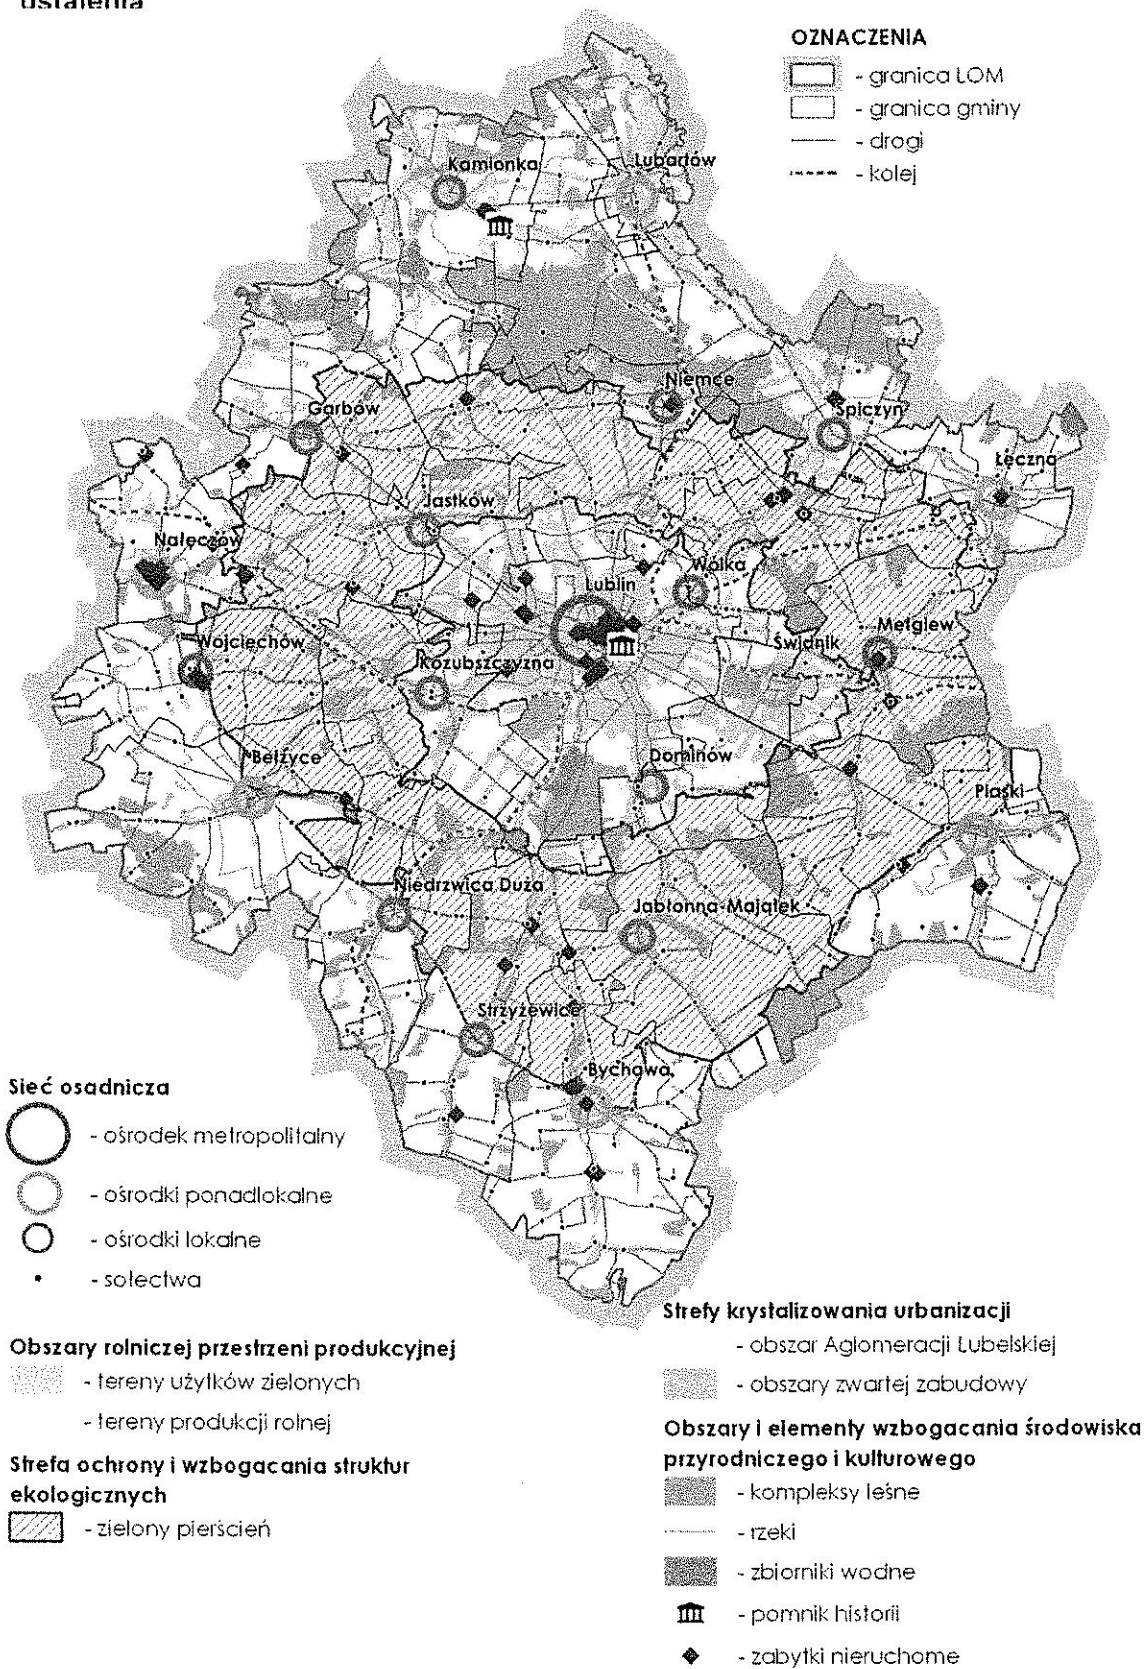 ustalenia
OZNACZENIA
- granica LOM
- granica gminy
- drogi
- kolej
Kamionka
Lubartów
Niemce
Garbów
Spiczyn
Łęczna
Jastków
Nałęczów
Wólka
Lublin
Mełgiew
Świdnik
Wojciechów
Kozubszczyzna
Dominów
Bełżyce
Piaski
Niedrzwica Duża
Jabłonna-Majątek
Strzyżewice
Bychawa
Sieć osadnicza
- ośrodek metropolitalny
- ośrodki ponadlokalne
- ośrodki lokalne
- sołectwa
Obszary rolniczej przestrzeni produkcyjnej
- tereny użytków zielonych
- tereny produkcji rolnej
Strefa ochrony i wzbogacania struktur
ekologicznych
- zielony pierścień
Strefy krystalizowania urbanizacji
- obszar Aglomeracji Lubelskiej
- obszary zwartej zabudowy
Obszary i elementy wzbogacania środowiska
przyrodniczego i kulturowego
- kompleksy leśne
- rzeki
- zbiorniki wodne
- pomnik historii
- zabytki nieruchome